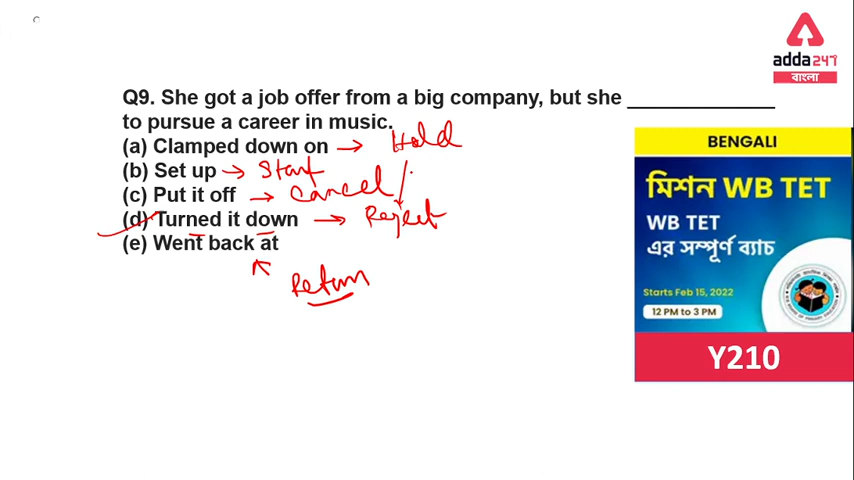 adda247
বাংলা
Q9. She got a job offer from a big company, but she ____________
to pursue a career in music.
(a) Clamped down on → Hold
(b) Set up → Start
(c) Put it off → Cancel
(d) Turned it down → Reject
(e) Went back at
Return
BENGALI
মিশন WB TET
WB TET
এর সম্পূর্ণ ব্যাচ
Starts Feb 15, 2022
12 PM to 3 PM
Y210